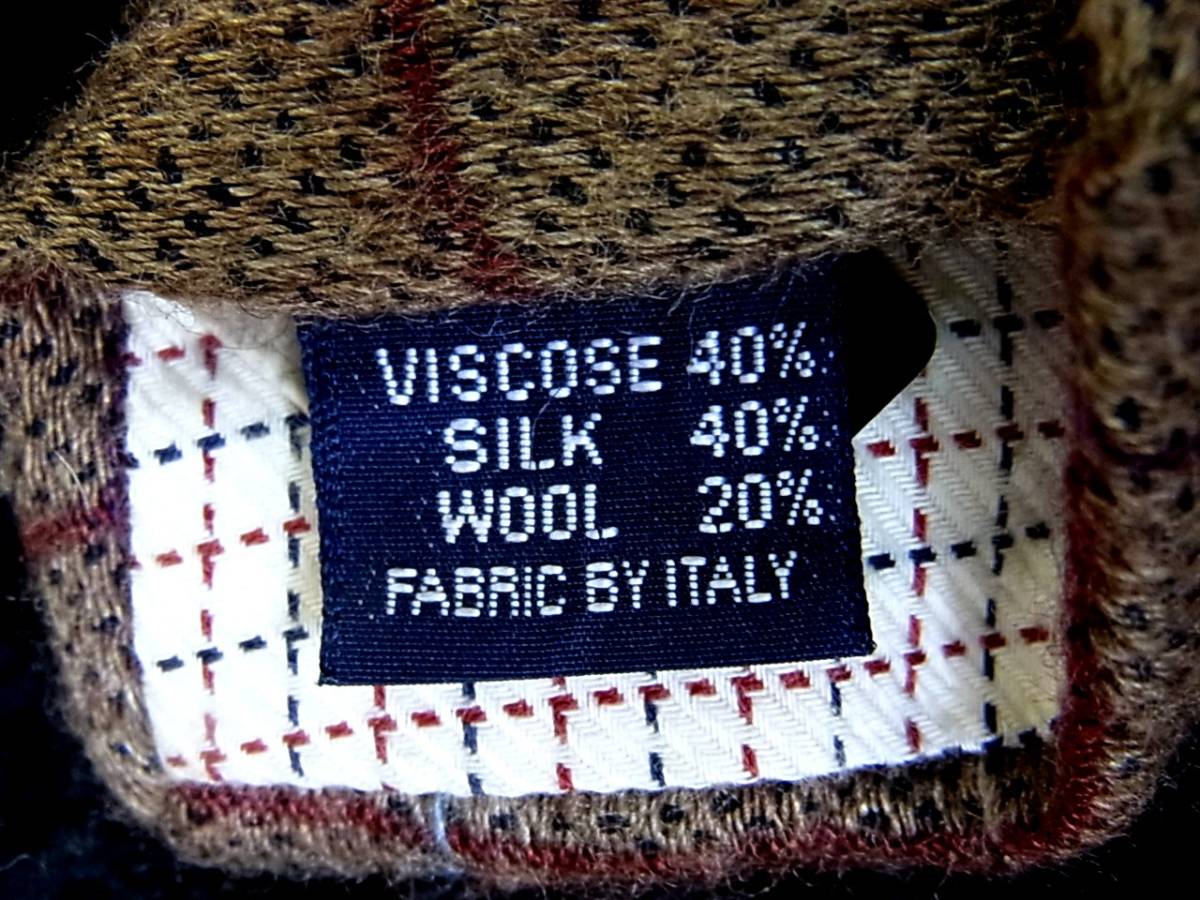 VISCOSE 40%
SILK 40%
WOOL 20%
FABRIC BY ITALY